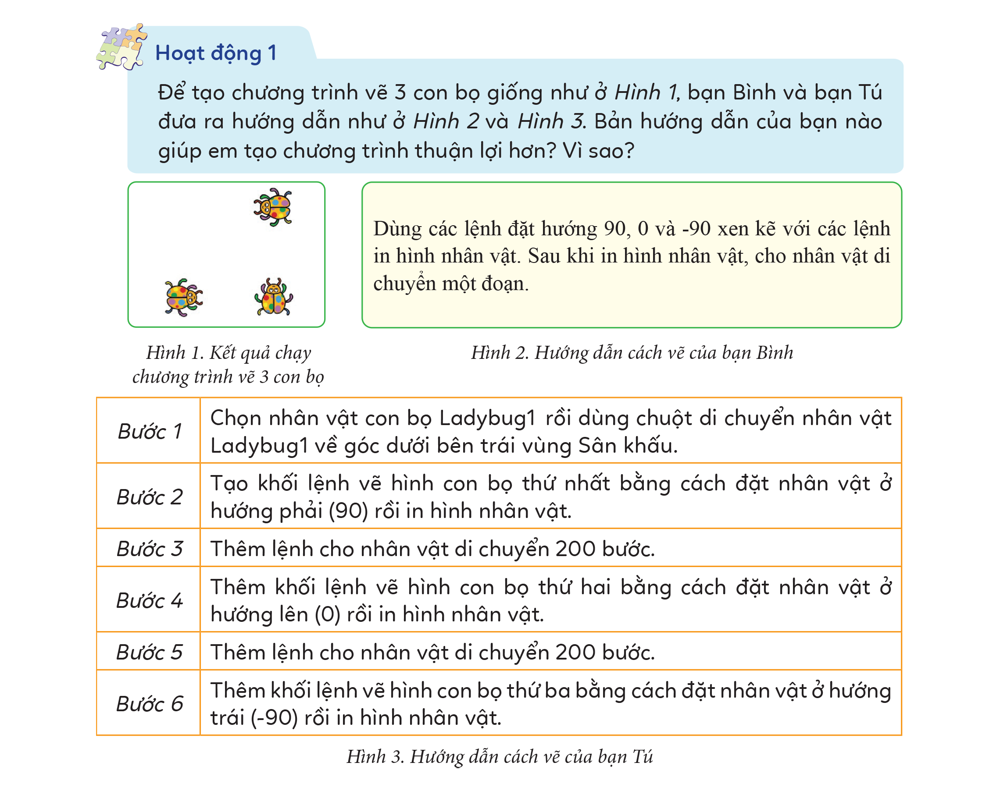 Hoạt động 1
Để tạo chương trình vẽ 3 con bọ giống như ở Hình 1, bạn Bình và bạn Tú
đưa ra hướng dẫn như ở Hình 2 và Hình 3. Bản hướng dẫn của bạn nào
giúp em tạo chương trình thuận lợi hơn? Vì sao?
Dùng các lệnh đặt hướng 90, 0 và -90 xen kẽ với các lệnh
in hình nhân vật. Sau khi in hình nhân vật, cho nhân vật di
chuyển một đoạn.
Hình 1. Kết quả chạy
chương trình vẽ 3 con bọ
Hình 2. Hướng dẫn cách vẽ của bạn Bình
Bước 1
Chọn nhân vật con bọ Ladybug1 rồi dùng chuột di chuyển nhân vật
Ladybug1 về góc dưới bên trái vùng Sân khấu.
Bước 2
Tạo khối lệnh vẽ hình con bọ thứ nhất bằng cách đặt nhân vật ở
hướng phải (90) rồi in hình nhân vật.
Bước 3
Thêm lệnh cho nhân vật di chuyển 200 bước.
Bước 4
Thêm khối lệnh vẽ hình con bọ thứ hai bằng cách đặt nhân vật ở
hướng lên (0) rồi in hình nhân vật.
Bước 5
Thêm lệnh cho nhân vật di chuyển 200 bước.
Bước 6
Thêm khối lệnh vẽ hình con bọ thứ ba bằng cách đặt nhân vật ở hướng
trái (-90) rồi in hình nhân vật.
Hình 3. Hướng dẫn cách vẽ của bạn Tú